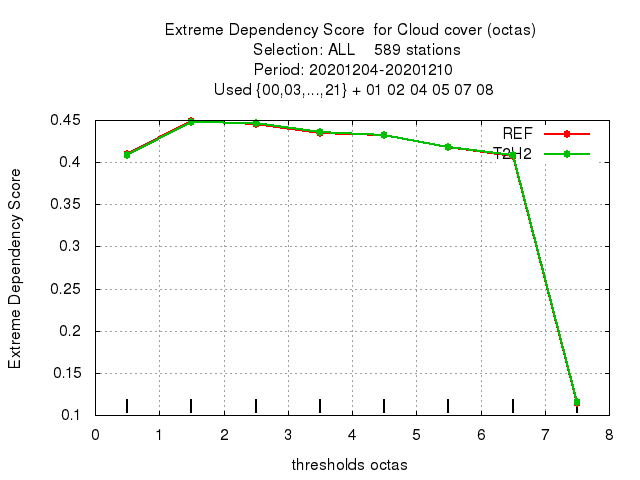 Extreme Dependency Score  for Cloud cover (octas)
Selection: ALL    589 stations
Period: 20201204-20201210
Used {00,03,...,21} + 01 02 04 05 07 08
REF
T2H2
Extreme Dependency Score
0.45
0.4
0.35
0.3
0.25
0.2
0.15
0.1
0 1 2 3 4 5 6 7 8
thresholds octas